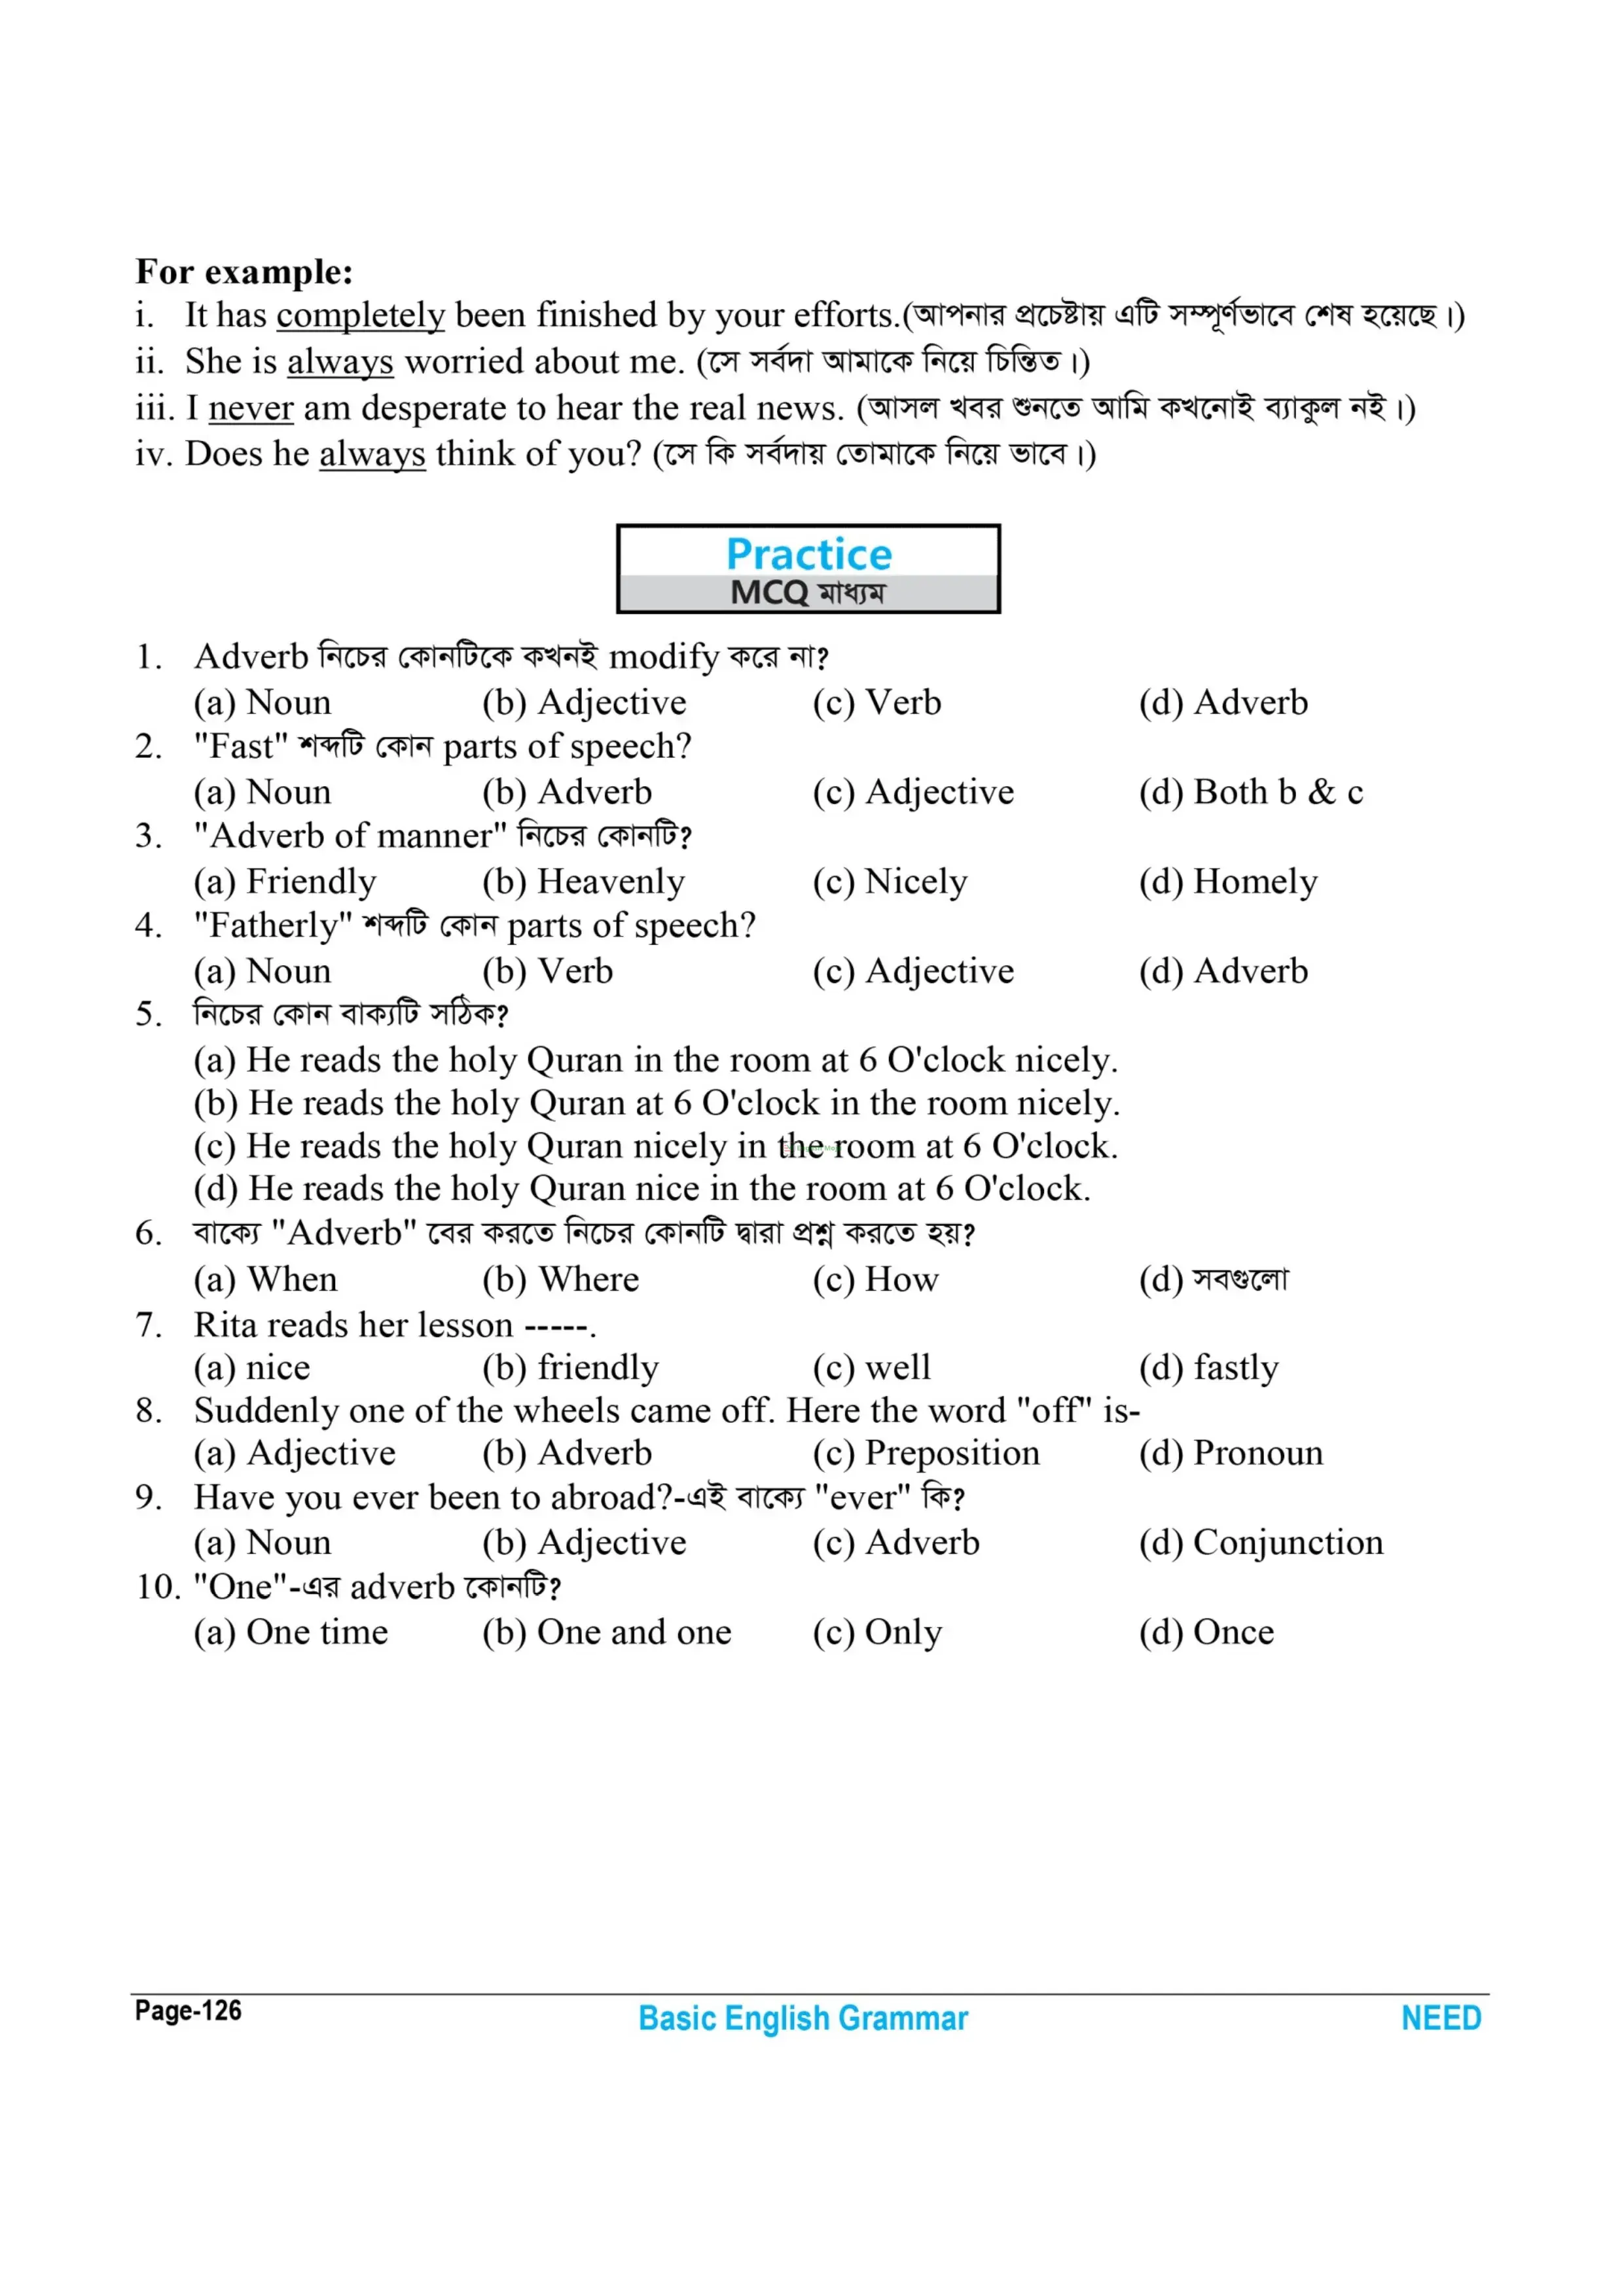 For example:
i. It has completely been finished by your efforts.(আপনার প্রচেষ্টায় এটি সম্পূর্ণভাবে শেষ হয়েছে।)
ii. She is always worried about me. (সে সর্বদা আমাকে নিয়ে চিন্তিত।)
iii. I never am desperate to hear the real news. (আসল খবর শুনতে আমি কখনোই ব্যাকুল নই।)
iv. Does he always think of you? (সে কি সর্বদায় তোমাকে নিয়ে ভাবে।)
Practice
MCQ মাধ্যম
1. Adverb নিচের কোনটিকে কখনই modify করে না?
(a) Noun (b) Adjective (c) Verb (d) Adverb
2. "Fast" শব্দটি কোন parts of speech?
(a) Noun (b) Adverb (c) Adjective (d) Both b & c
3. "Adverb of manner" নিচের কোনটি?
(a) Friendly (b) Heavenly (c) Nicely (d) Homely
4. "Fatherly" শব্দটি কোন parts of speech?
(a) Noun (b) Verb (c) Adjective (d) Adverb
5. নিচের কোন বাক্যটি সঠিক?
(a) He reads the holy Quran in the room at 6 O'clock nicely.
(b) He reads the holy Quran at 6 O'clock in the room nicely.
(c) He reads the holy Quran nicely in the room at 6 O'clock.
(d) He reads the holy Quran nice in the room at 6 O'clock.
6. বাক্যে "Adverb" বের করতে নিচের কোনটি দ্বারা প্রশ্ন করতে হয়?
(a) When (b) Where (c) How (d) সবগুলো
7. Rita reads her lesson -----.
(a) nice (b) friendly (c) well (d) fastly
8. Suddenly one of the wheels came off. Here the word "off" is-
(a) Adjective (b) Adverb (c) Preposition (d) Pronoun
9. Have you ever been to abroad?-এই বাক্যে "ever" কি?
(a) Noun (b) Adjective (c) Adverb (d) Conjunction
10. "One"-এর adverb কোনটি?
(a) One time (b) One and one (c) Only (d) Once
Page-126 Basic English Grammar NEED